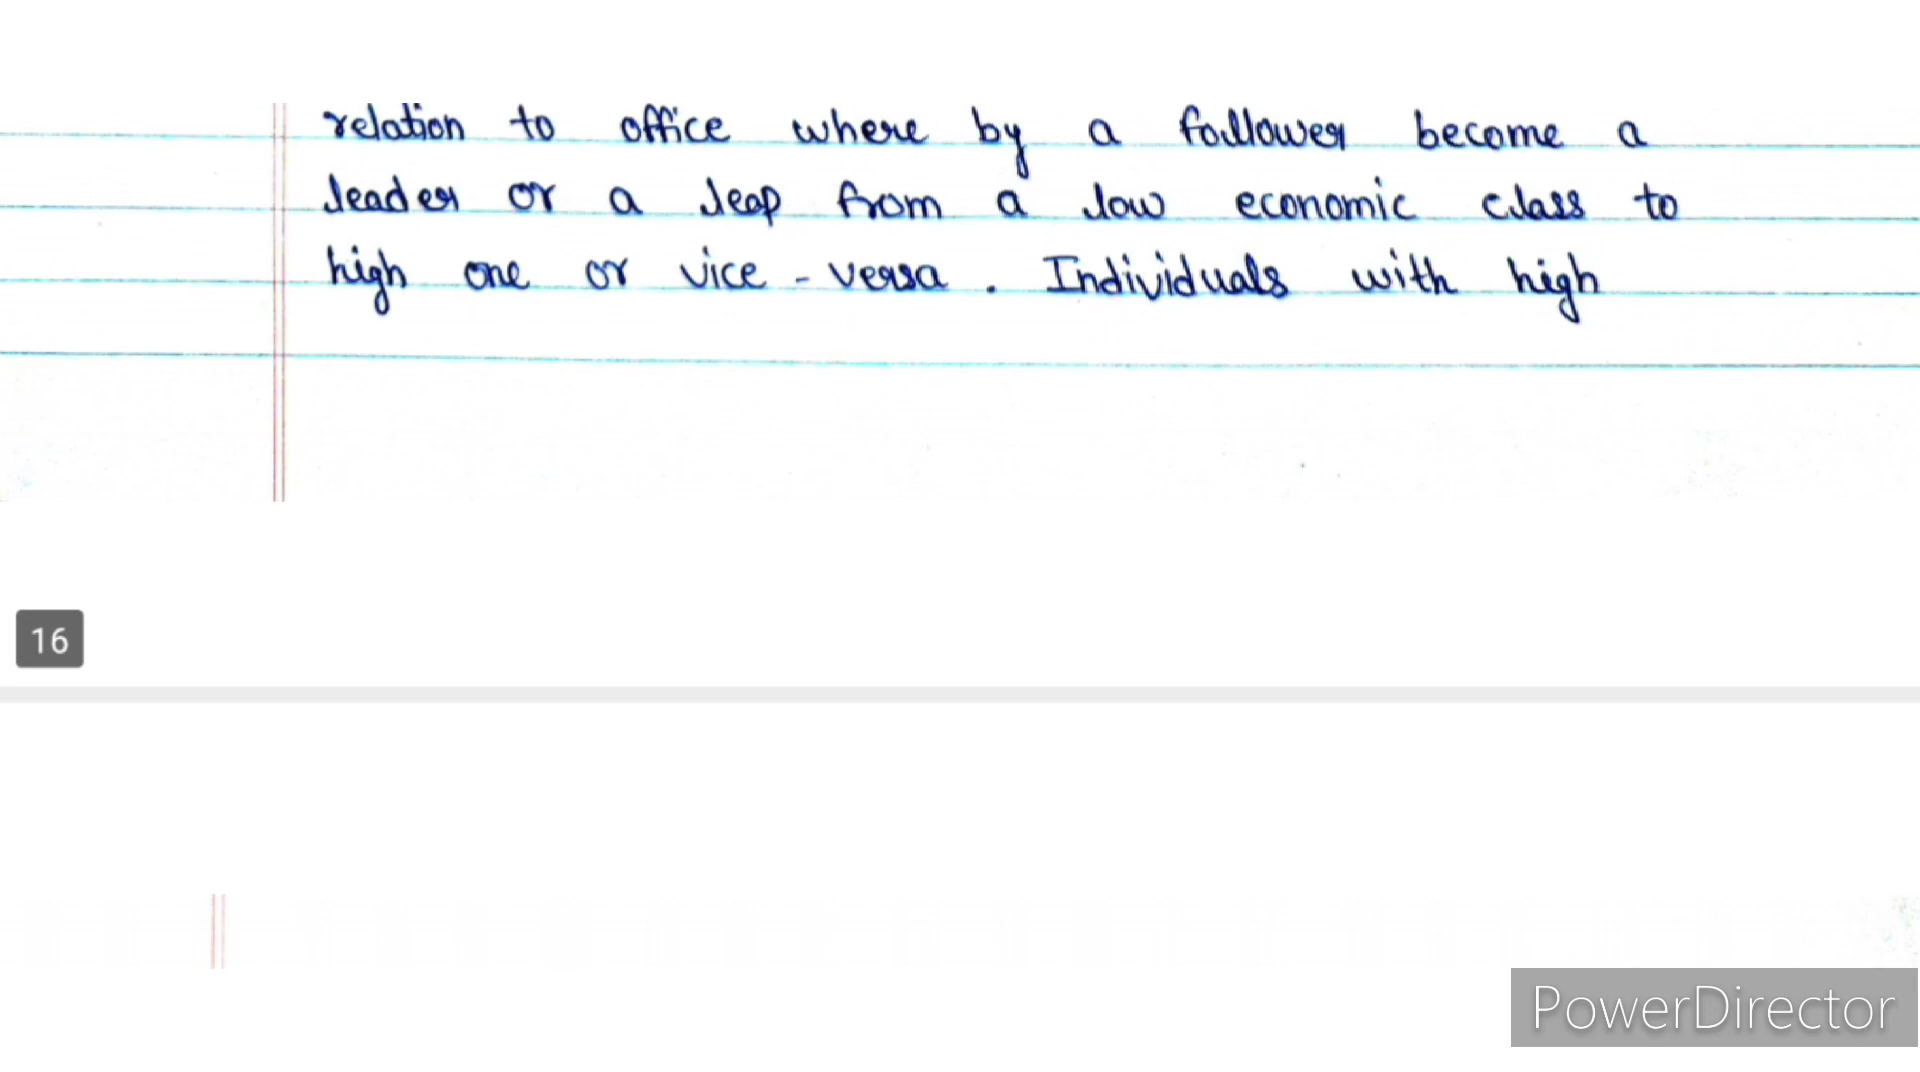 relation to office where by a follower become a
leader or a leap from a low economic class to
high one or vice - versa . Individuals with high
16
PowerDirector